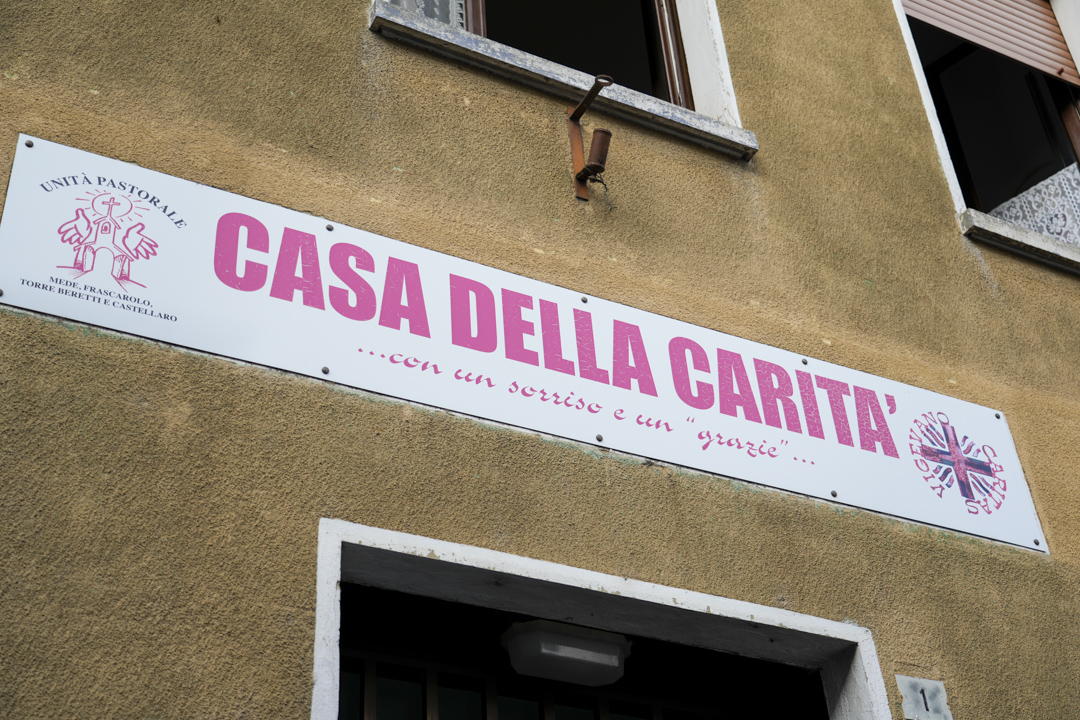 UNITÀ PASTORALE
MEDE, FRASCAROLO,
TORRE BERETTI E CASTELLARO
CASA DELLA CARITA'
...con un sorriso e un "grazie"...
CARITAS
VIGEVANO
1